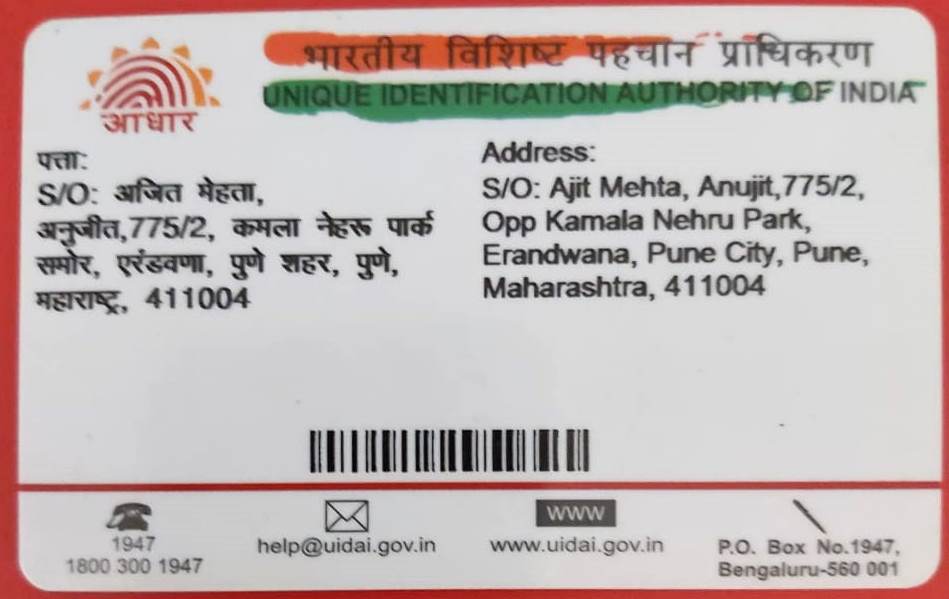 भारतीय विशिष्ट पहचान प्राधिकरण
UNIQUE IDENTIFICATION AUTHORITY OF INDIA
आधार
पत्ता:
S/O: अजित मेहता,
अनुजीत,775/2, कमला नेहरू पार्क
समोर, एरंडवणा, पुणे शहर, पुणे,
महाराष्ट्र, 411004
Address:
S/O: Ajit Mehta, Anujit,775/2,
Opp Kamala Nehru Park,
Erandwana, Pune City, Pune,
Maharashtra, 411004
1947
1800 300 1947
help@uidai.gov.in
WWW
www.uidai.gov.in
P.O. Box No.1947,
Bengaluru-560 001